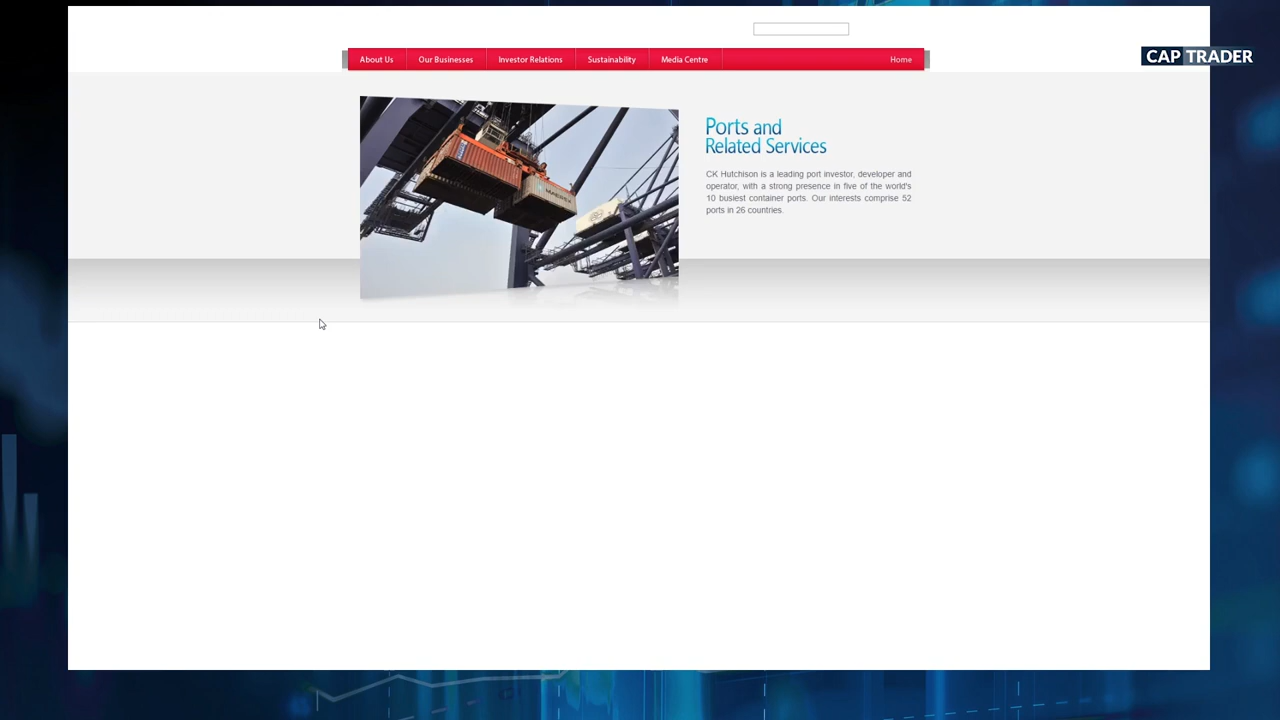 CAP TRADER
About Us
Our Businesses
Investor Relations
Sustainability
Media Centre
Home
MAERSK
Ports and
Related Services
CK Hutchison is a leading port investor, developer and
operator, with a strong presence in five of the world's
10 busiest container ports. Our interests comprise 52
ports in 26 countries.